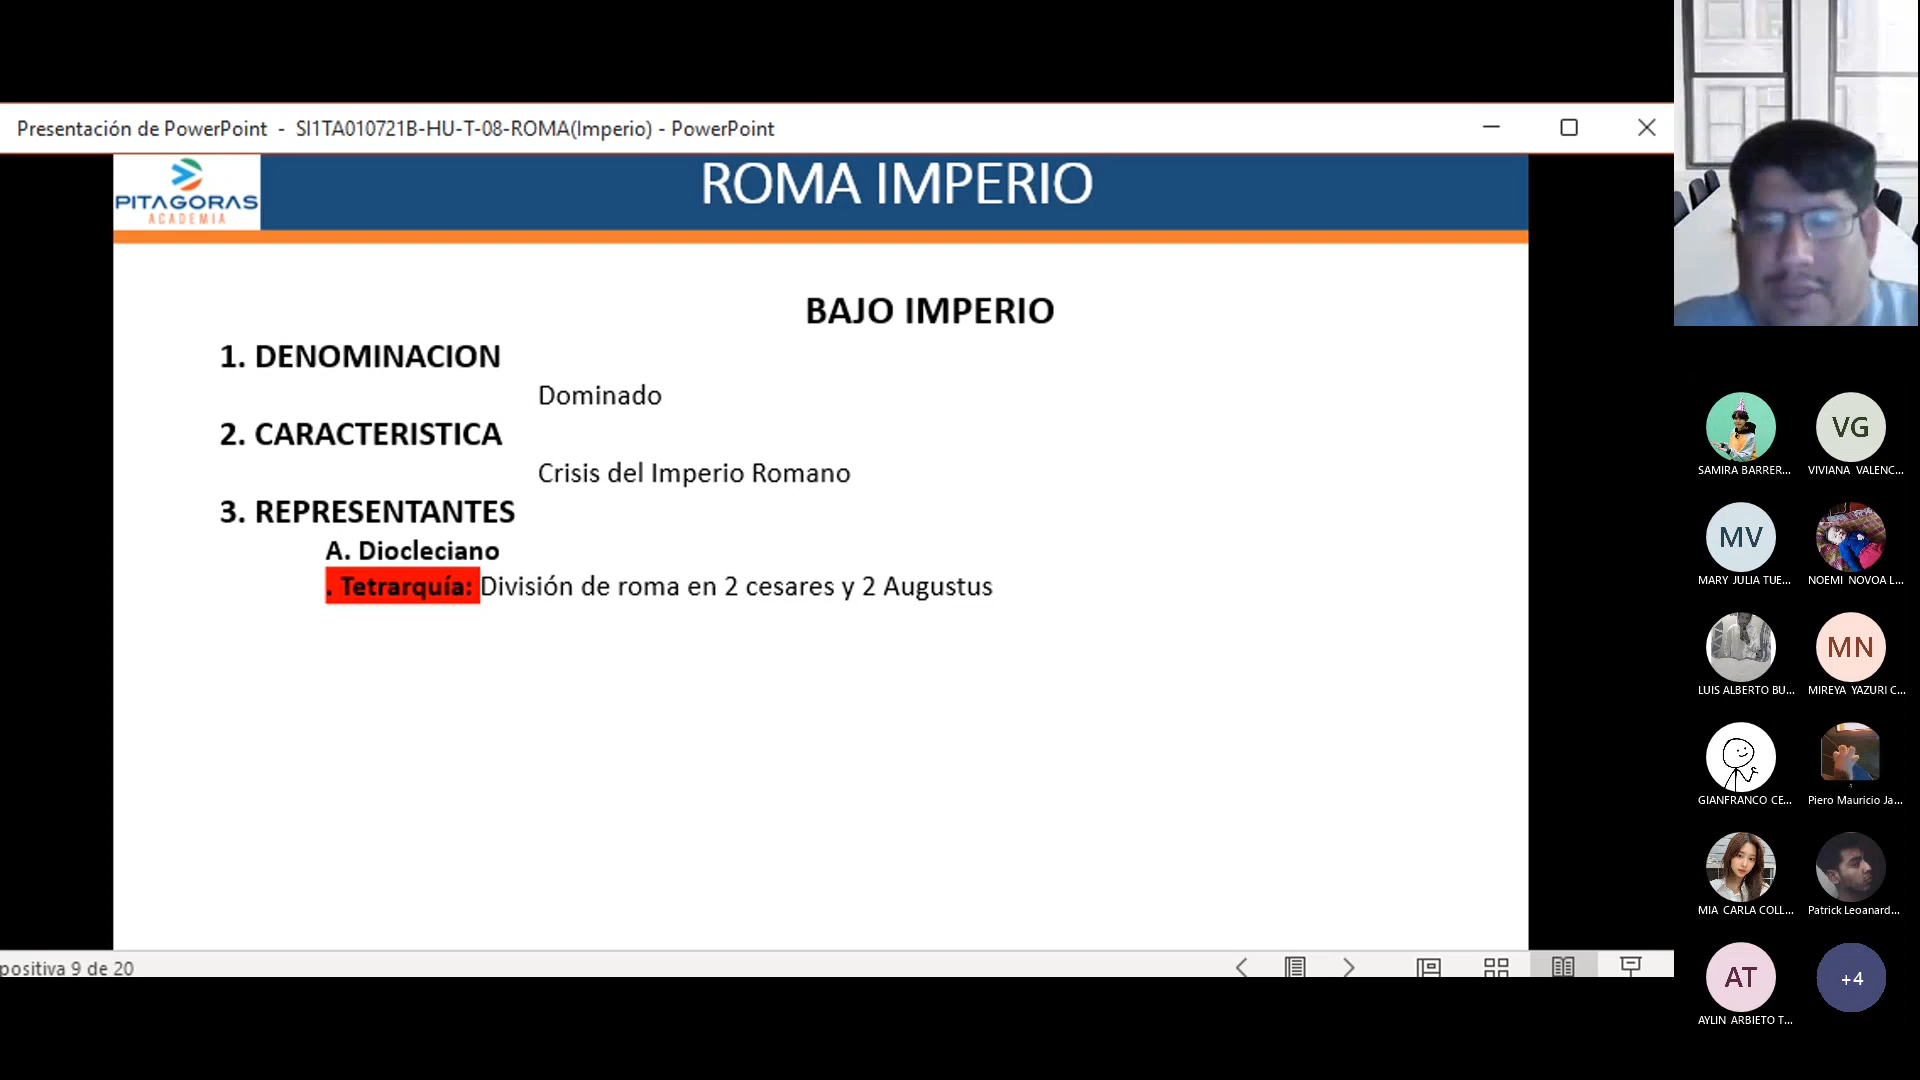 Presentación de PowerPoint - SI1TA010721B-HU-T-08-ROMA(Imperio) - PowerPoint
PITAGORAS
ACADEMIA
ROMA IMPERIO
BAJO IMPERIO
1. DENOMINACION
Dominado
2. CARACTERISTICA
Crisis del Imperio Romano
3. REPRESENTANTES
A. Diocleciano
. Tetrarquía: División de roma en 2 cesares y 2 Augustus
positiva 9 de 20
SAMIRA BARRER...
VG
VIVIANA VALENC...
MV
MARY JULIA TUE...
NOEMI NOVOA L...
LUIS ALBERTO BU...
MN
MIREYA YAZURI C...
GIANFRANCO CE...
Piero Mauricio Ja...
MIA CARLA COLL...
Patrick Leoanard...
AT
AYLIN ARBIETO T...
+4